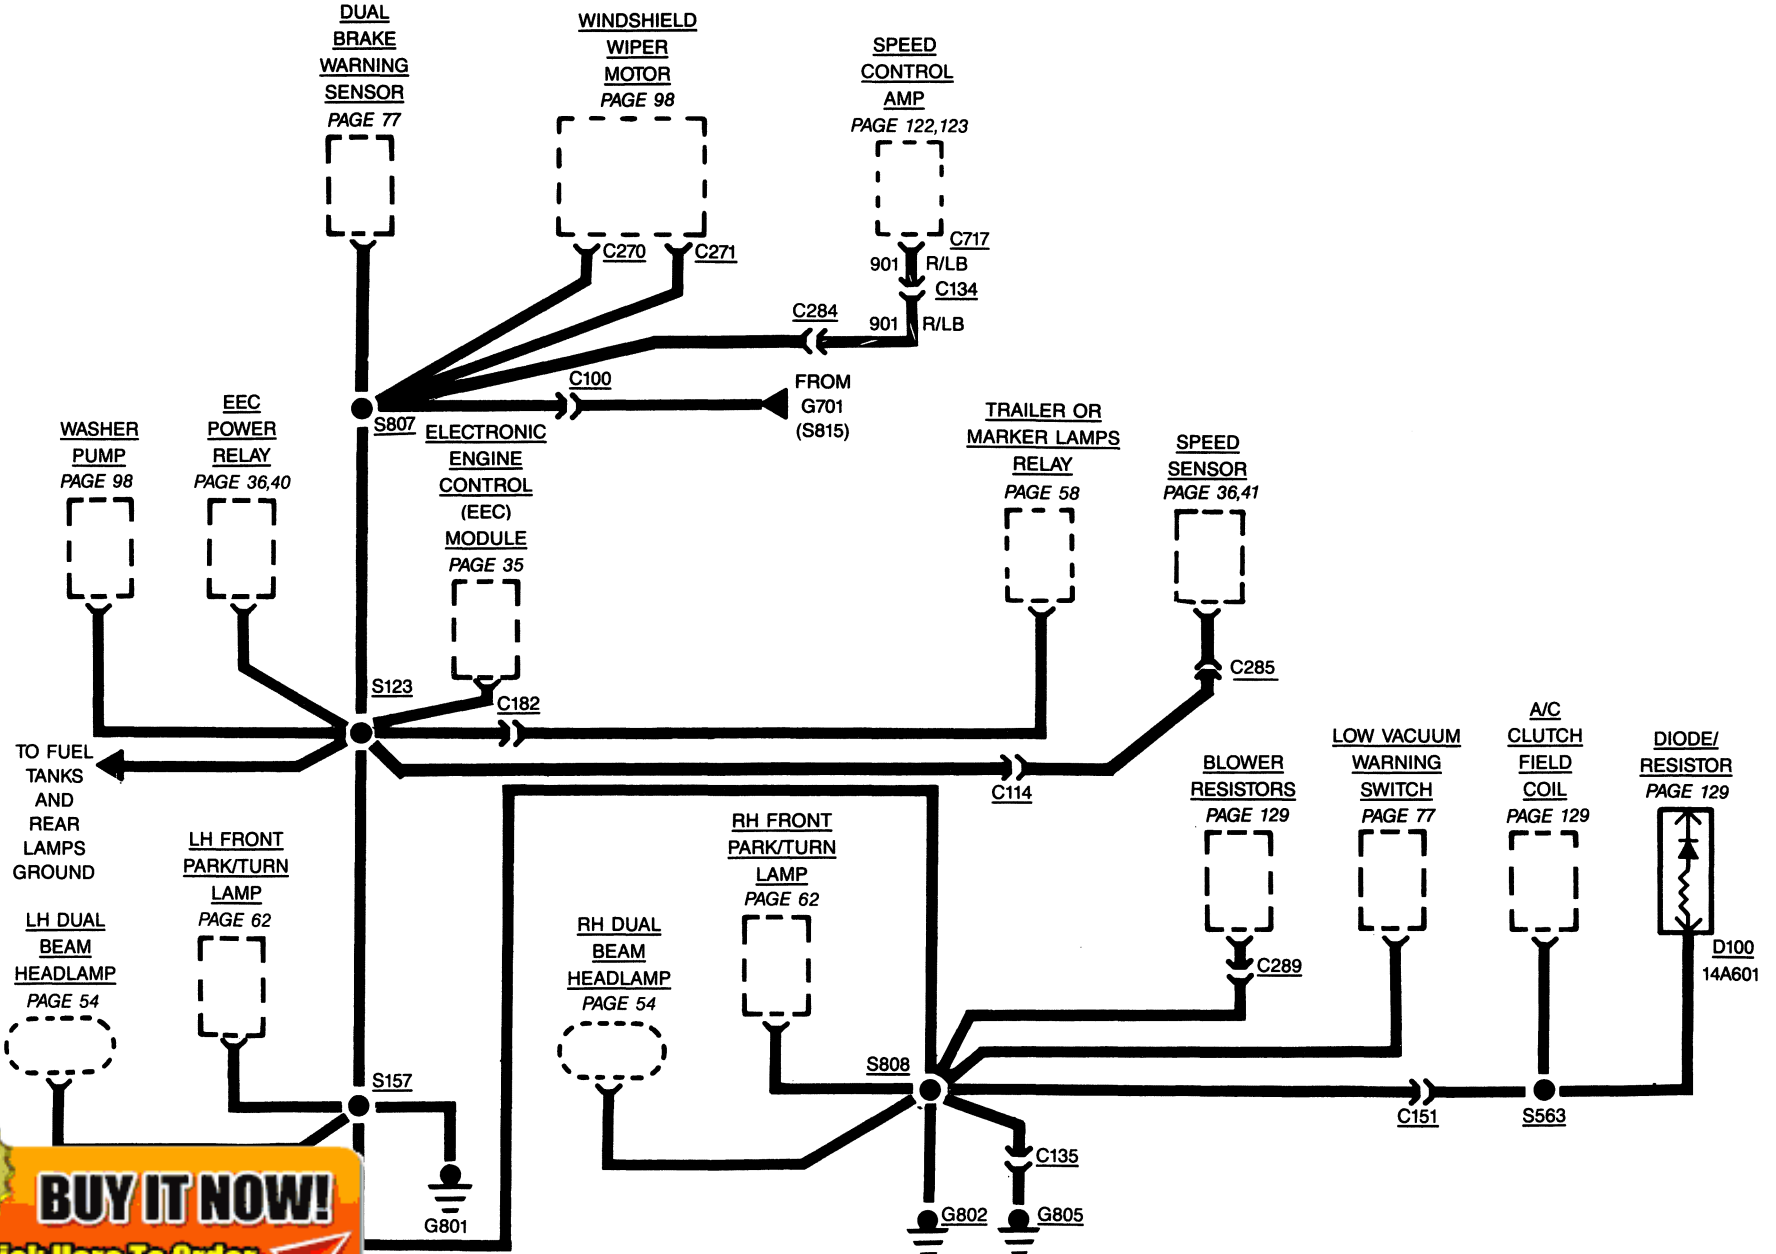 DUAL
BRAKE
WARNING
SENSOR
PAGE 77
WINDSHIELD
WIPER
MOTOR
PAGE 98
SPEED
CONTROL
AMP
PAGE 122,123
C270
C271
C717
901 R/LB
C134
C284
901 R/LB
C100
FROM
G701
(S815)
S807
WASHER
PUMP
PAGE 98
EEC
POWER
RELAY
PAGE 36,40
ELECTRONIC
ENGINE
CONTROL
(EEC)
MODULE
PAGE 35
TRAILER OR
MARKER LAMPS
RELAY
PAGE 58
SPEED
SENSOR
PAGE 36,41
S123
C182
C285
C114
TO FUEL
TANKS
AND
REAR
LAMPS
GROUND
LH FRONT
PARK/TURN
LAMP
PAGE 62
LH DUAL
BEAM
HEADLAMP
PAGE 54
RH FRONT
PARK/TURN
LAMP
PAGE 62
RH DUAL
BEAM
HEADLAMP
PAGE 54
BLOWER
RESISTORS
PAGE 129
LOW VACUUM
WARNING
SWITCH
PAGE 77
A/C
CLUTCH
FIELD
COIL
PAGE 129
DIODE/
RESISTOR
PAGE 129
D100
14A601
C289
S157
S808
C151
S563
C135
G801
G802
G805
BUY IT NOW!
Here To Order